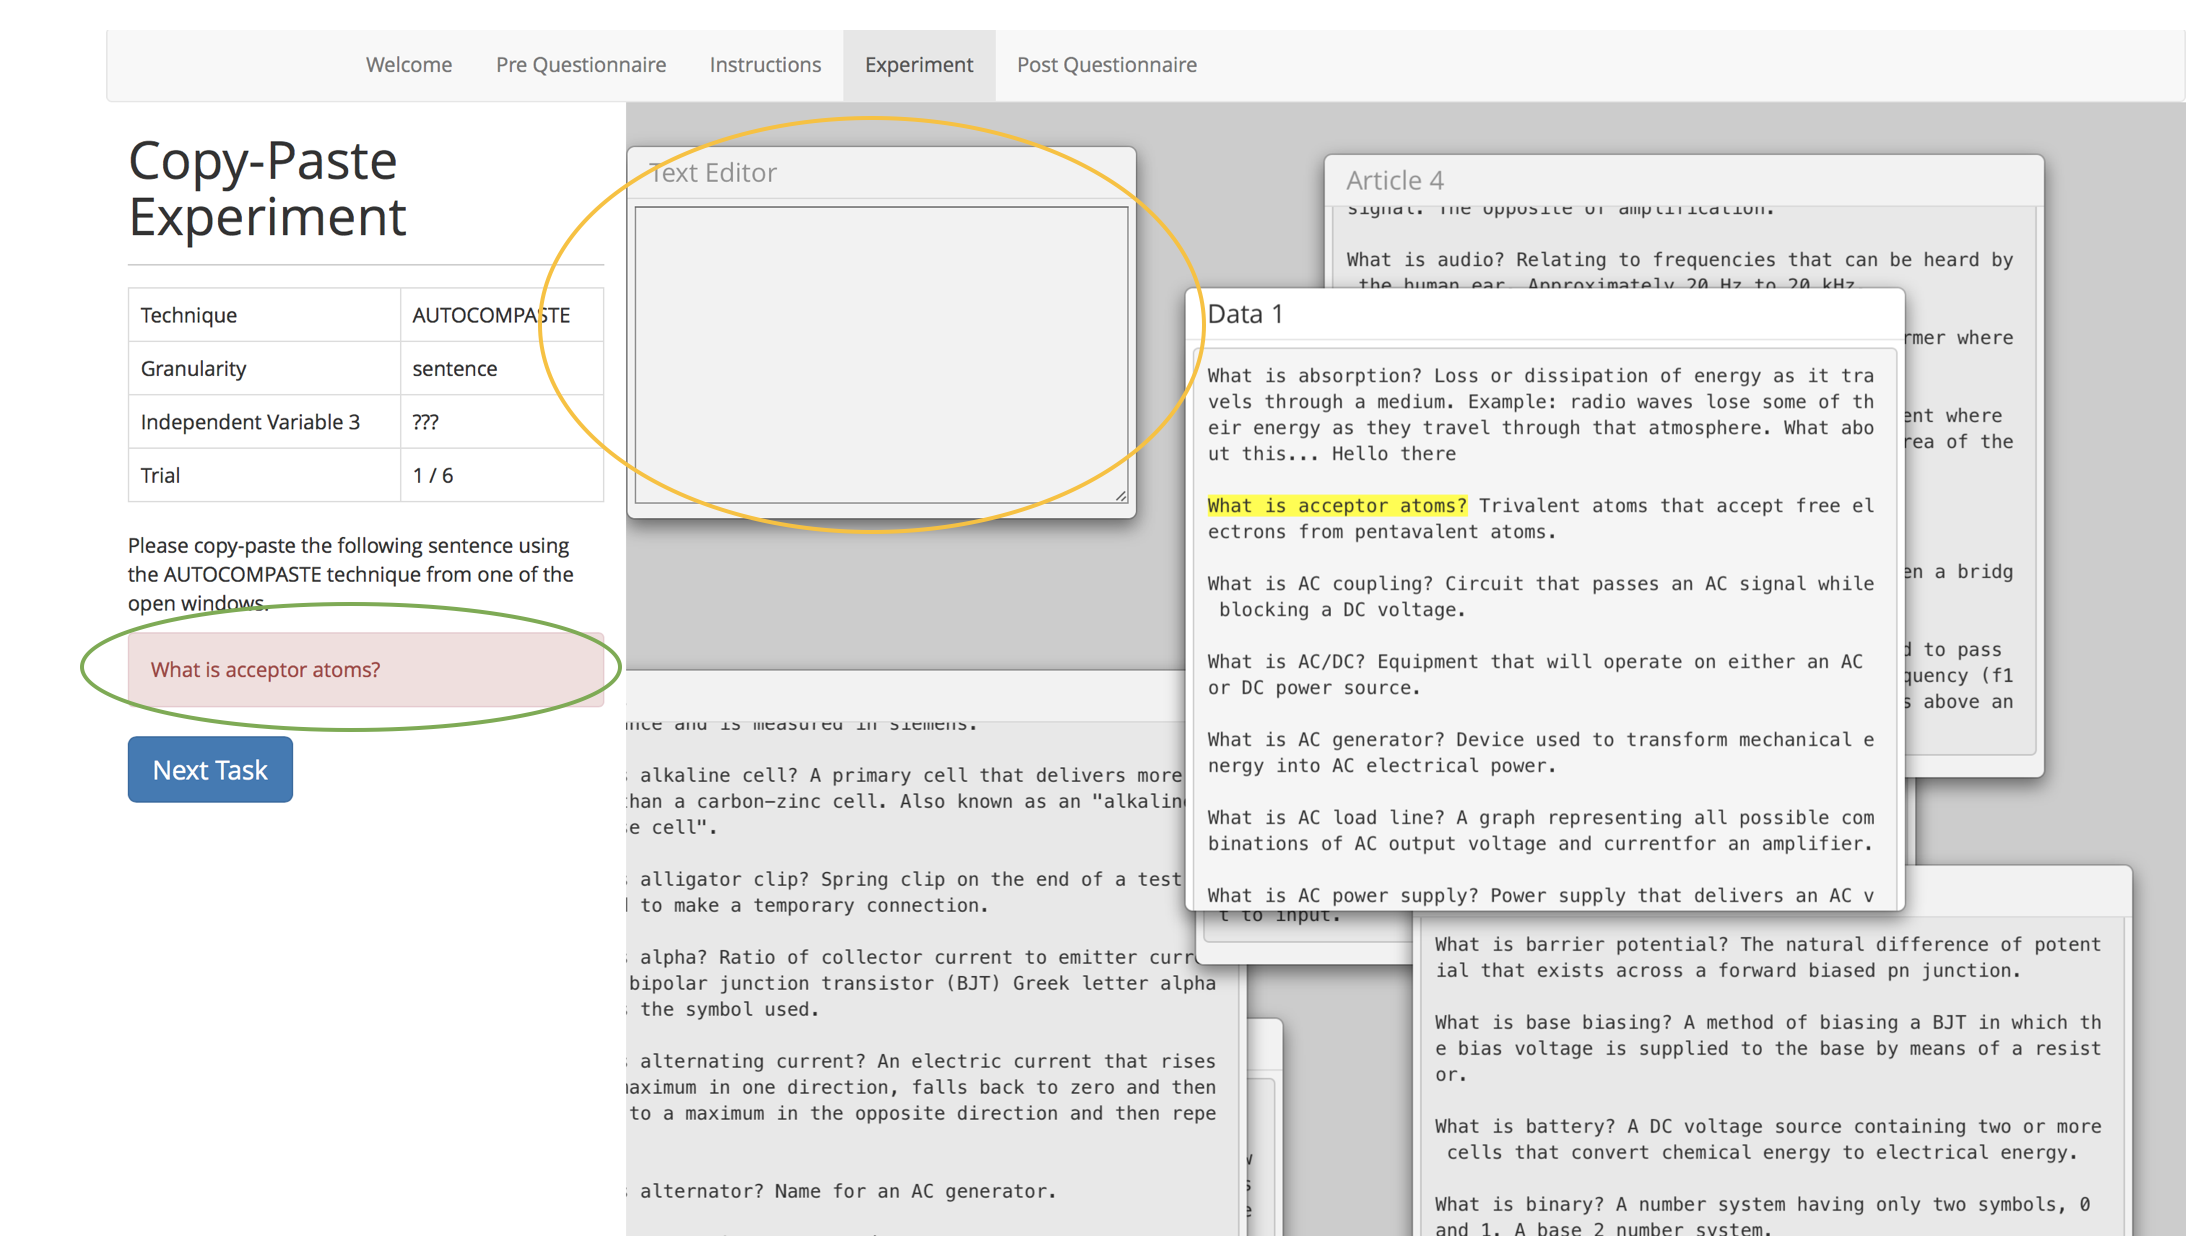 Welcome
Pre Questionnaire
Instructions
Experiment
Post Questionnaire
Copy-Paste
Experiment
Technique AUTOCOMPASTE
Granularity sentence
Independent Variable 3 ???
Trial 1 / 6
Please copy-paste the following sentence using
the AUTOCOMPASTE technique from one of the
open windows.
What is acceptor atoms?
Next Task
Text Editor
Article 4
signal. The opposite of amplification.
What is audio? Relating to frequencies that can be heard by
the human ear. Approximately 20 Hz to 20 kHz
where
where
of the
a bridg
to pass
(f1
above an
Data 1
What is absorption? Loss or dissipation of energy as it tra
vels through a medium. Example: radio waves lose some of th
eir energy as they travel through that atmosphere. What abo
ut this... Hello there
What is acceptor atoms? Trivalent atoms that accept free el
ectrons from pentavalent atoms.
What is AC coupling? Circuit that passes an AC signal while
blocking a DC voltage.
What is AC/DC? Equipment that will operate on either an AC
or DC power source.
What is AC generator? Device used to transform mechanical e
nergy into AC electrical power.
What is AC load line? A graph representing all possible com
binations of AC output voltage and currentfor an amplifier.
What is AC power supply? Power supply that delivers an AC v
t to input.
and is measured in siemens.
alkaline cell? A primary cell that delivers more
than a carbon-zinc cell. Also known as an "alkaline
se cell".
alligator clip? Spring clip on the end of a test
to make a temporary connection.
alpha? Ratio of collector current to emitter curr
bipolar junction transistor (BJT) Greek letter alpha
the symbol used.
alternating current? An electric current that rises
maximum in one direction, falls back to zero and then
to a maximum in the opposite direction and then repe
alternator? Name for an AC generator.
What is barrier potential? The natural difference of potent
ial that exists across a forward biased pn junction.
What is base biasing? A method of biasing a BJT in which th
e bias voltage is supplied to the base by means of a resist
or.
What is battery? A DC voltage source containing two or more
cells that convert chemical energy to electrical energy.
What is binary? A number system having only two symbols, 0
and 1. A base 2 number system.